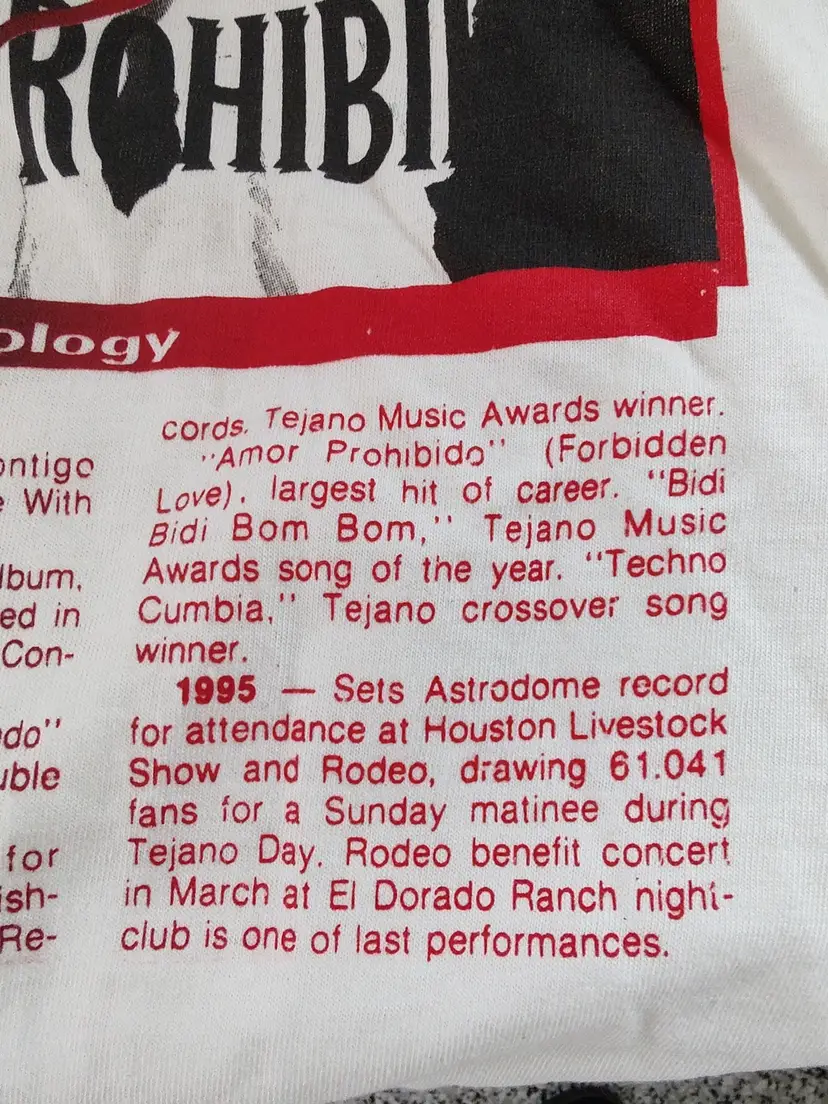 ROHIBI
ology
ontigo
With
lbum,
ed in
Con-
do"
uble
for
ish-
Re-
cords. Tejano Music Awards winner.
"Amor Prohibido" (Forbidden
Love), largest hit of career. "Bidi
Bidi Bom Bom," Tejano Music
Awards song of the year. "Techno
Cumbia," Tejano crossover song
winner.
1995 — Sets Astrodome record
for attendance at Houston Livestock
Show and Rodeo, drawing 61.041
fans for a Sunday matinee during
Tejano Day. Rodeo benefit concert
in March at El Dorado Ranch night-
club is one of last performances.